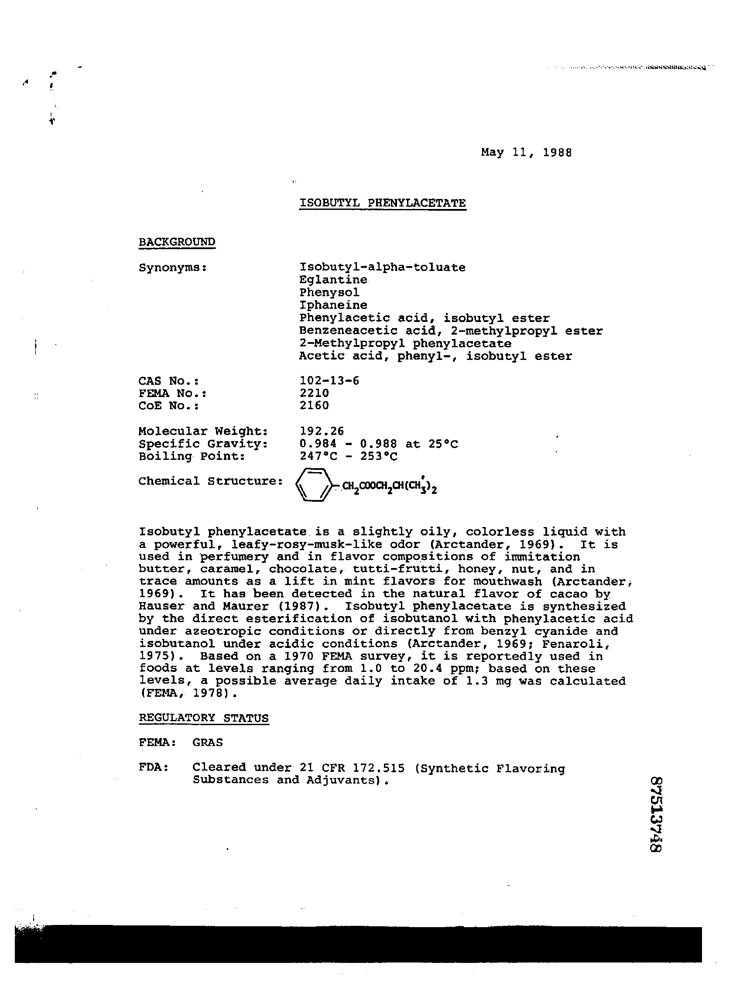 May 11, 1988
ISOBUTYL PHENYLACETATE
BACKGROUND
Synonyms: Isobutyl-alpha-toluate
Eglantine
Phenysol
Iphaneine
Phenylacetic acid, isobutyl ester
Benzeneacetic acid, 2-methylpropyl ester
2-Methylpropyl phenylacetate
Acetic acid, phenyl-, isobutyl ester
CAS No.: 102-13-6
FEMA No.: 2210
CoE No.: 2160
Molecular Weight: 192.26
Specific Gravity: 0.984 - 0.988 at 25°C
Boiling Point: 247°C - 253°C
Chemical Structure: CH2COOCH2CH(CH3)2
Isobutyl phenylacetate is a slightly oily, colorless liquid with
a powerful, leafy-rosy-musk-like odor (Arctander, 1969). It is
used in perfumery and in flavor compositions of immitation
butter, caramel, chocolate, tutti-frutti, honey, nut, and in
trace amounts as a lift in mint flavors for mouthwash (Arctander,
1969). It has been detected in the natural flavor of cacao by
Hauser and Maurer (1987). Isobutyl phenylacetate is synthesized
by the direct esterification of isobutanol with phenylacetic acid
under azeotropic conditions or directly from benzyl cyanide and
isobutanol under acidic conditions (Arctander, 1969; Fenaroli,
1975). Based on a 1970 FEMA survey, it is reportedly used in
foods at levels ranging from 1.0 to 20.4 ppm; based on these
levels, a possible average daily intake of 1.3 mg was calculated
(FEMA, 1978).
REGULATORY STATUS
FEMA: GRAS
FDA: Cleared under 21 CFR 172.515 (Synthetic Flavoring
Substances and Adjuvants).
87513748